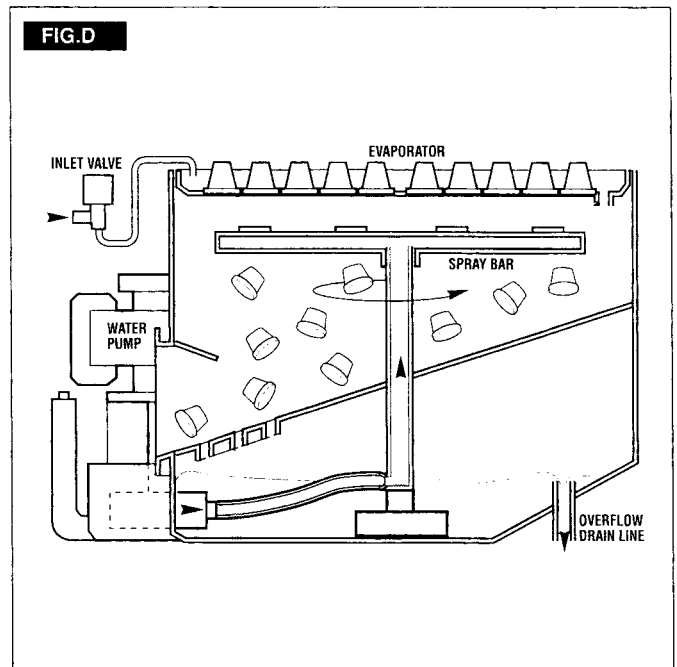 FIG.D
INLET VALVE
EVAPORATOR
SPRAY BAR
WATER
PUMP
OVERFLOW
DRAIN LINE